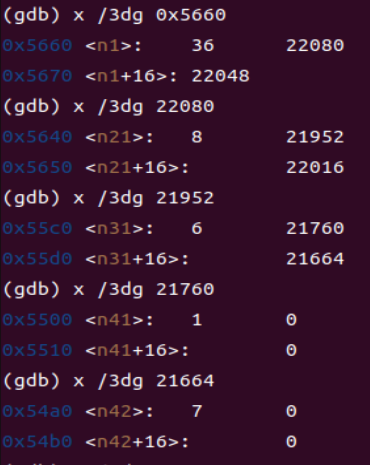 (gdb) x /3dg 0x5660
0x5660 <n1>: 36 22080
0x5670 <n1+16>: 22048
(gdb) x /3dg 22080
0x5640 <n21>: 8 21952
0x5650 <n21+16>: 22016
(gdb) x /3dg 21952
0x55c0 <n31>: 6 21760
0x55d0 <n31+16>: 21664
(gdb) x /3dg 21760
0x5500 <n41>: 1 0
0x5510 <n41+16>: 0
(gdb) x /3dg 21664
0x54a0 <n42>: 7 0
0x54b0 <n42+16>: 0